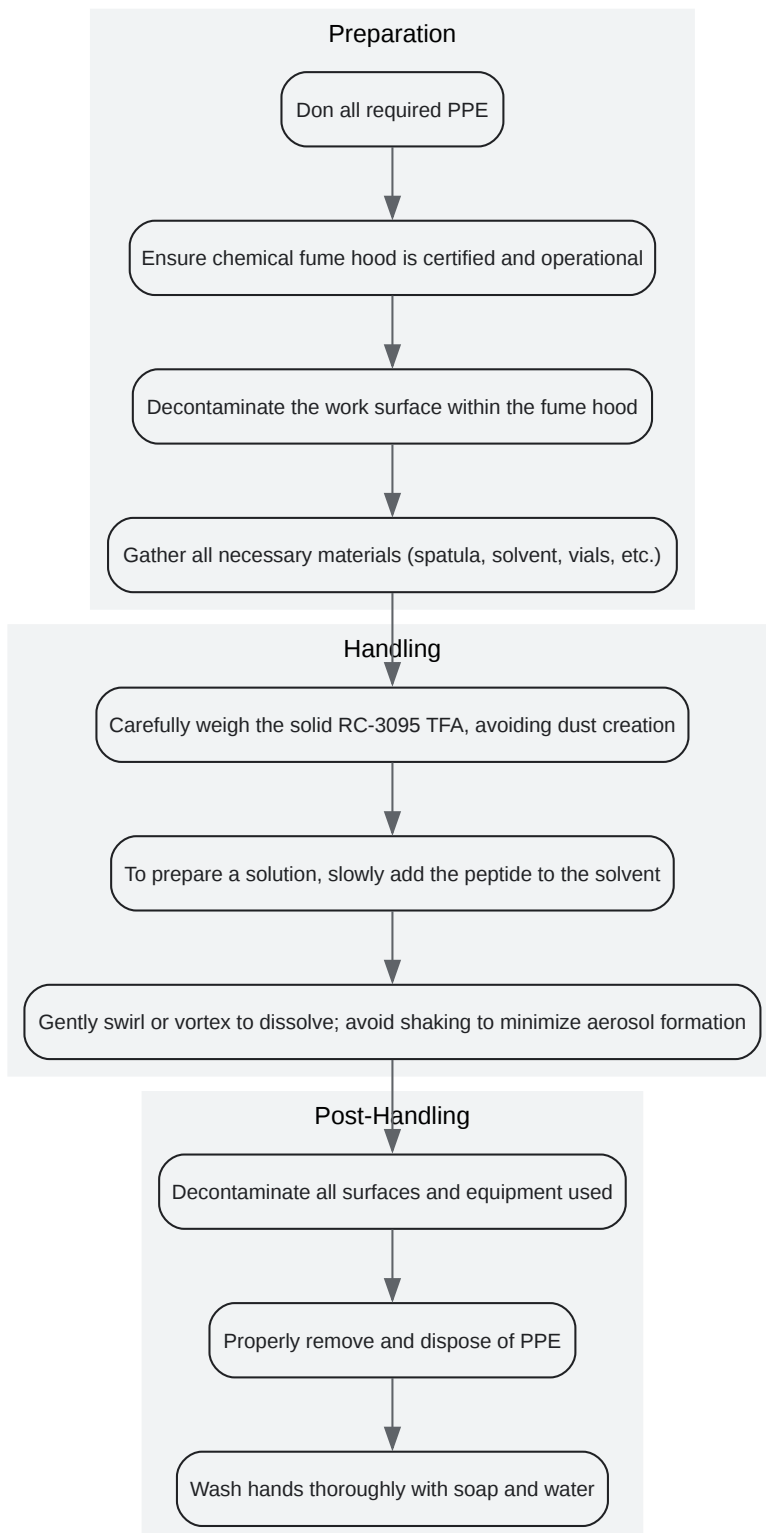 Preparation
Don all required PPE
Ensure chemical fume hood is certified and operational
Decontaminate the work surface within the fume hood
Gather all necessary materials (spatula, solvent, vials, etc.)
Handling
Carefully weigh the solid RC-3095 TFA, avoiding dust creation
To prepare a solution, slowly add the peptide to the solvent
Gently swirl or vortex to dissolve; avoid shaking to minimize aerosol formation
Post-Handling
Decontaminate all surfaces and equipment used
Properly remove and dispose of PPE
Wash hands thoroughly with soap and water